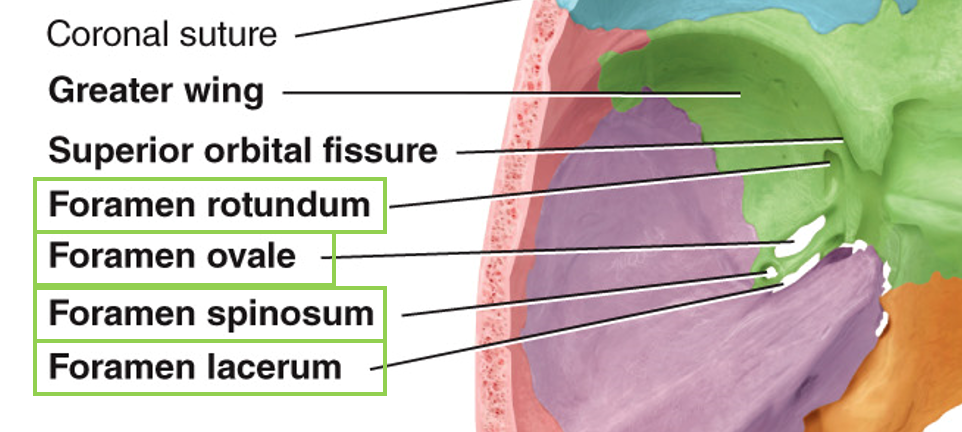 Coronal suture
Greater wing
Superior orbital fissure
Foramen rotundum
Foramen ovale
Foramen spinosum
Foramen lacerum